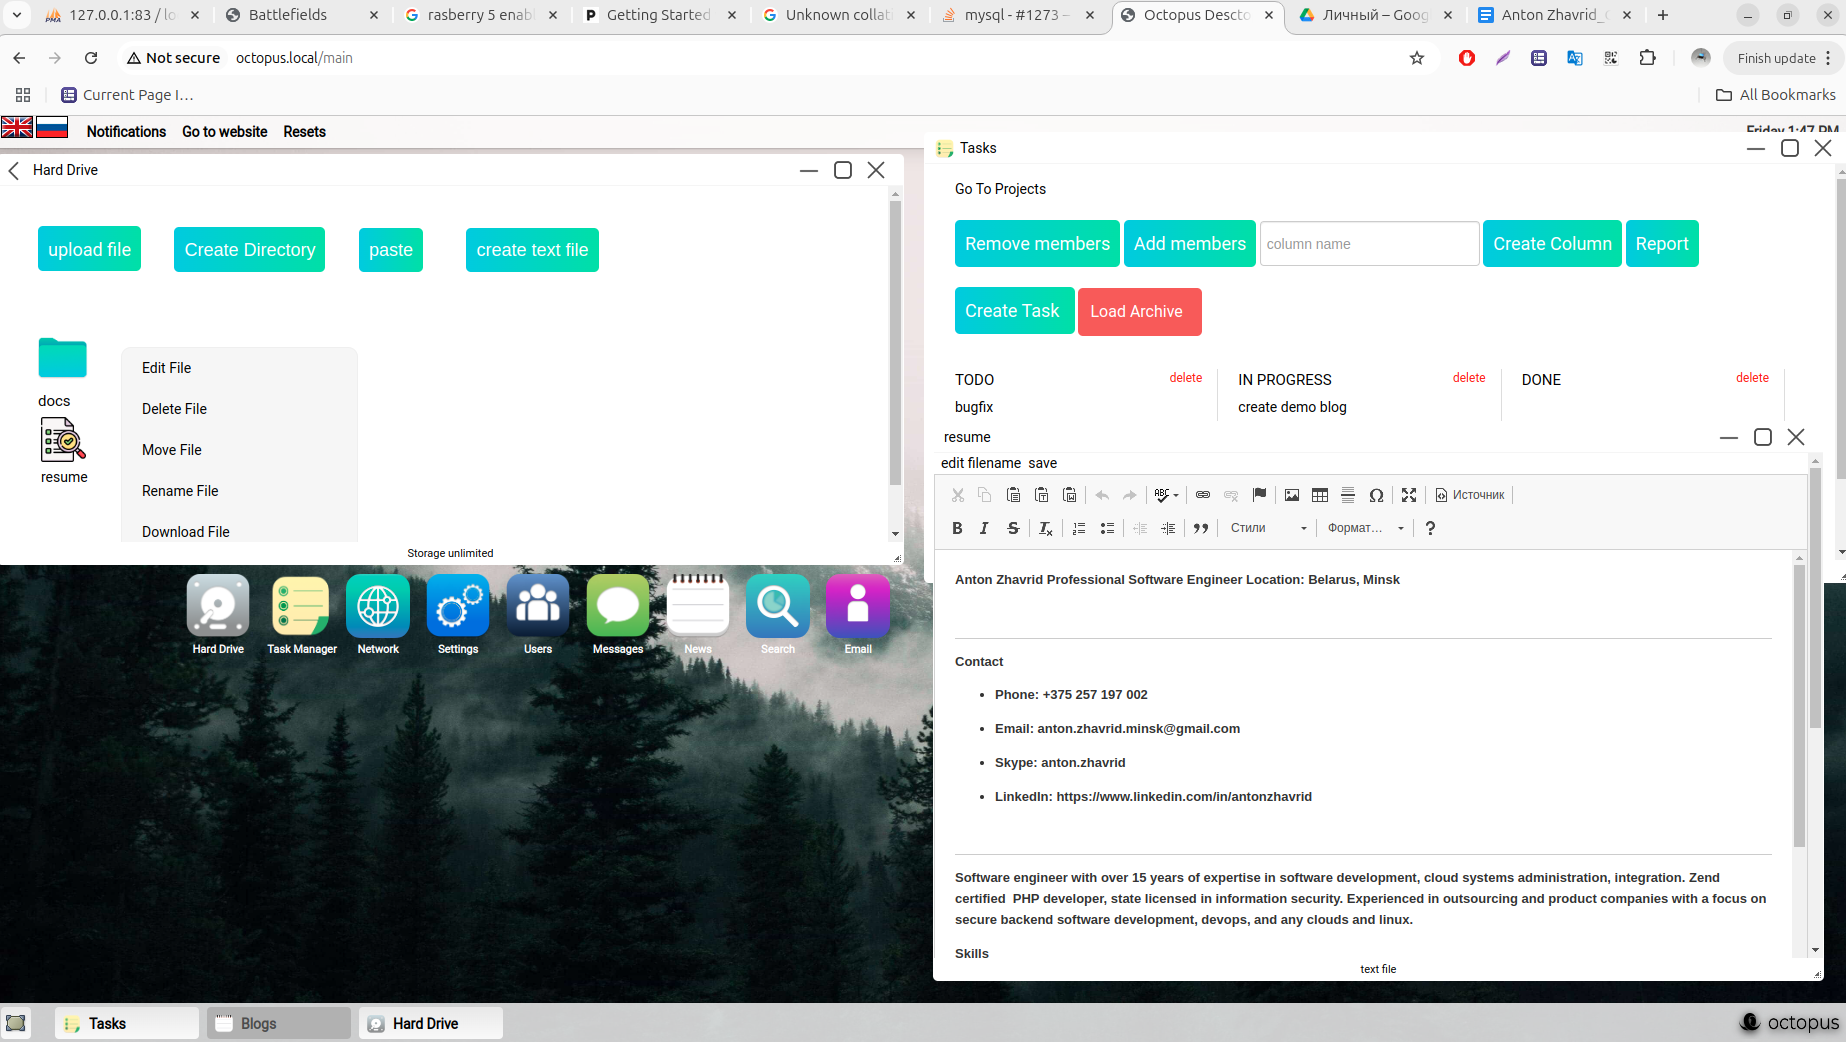 127.0.0.1:83 / lo
Battlefields
rasberry 5 enabl
Getting Started
Unknown collati
mysql - #1273 –
Octopus Descto
Личный – Goog
Anton Zhavrid_C
Not secure
octopus.local/main
Finish update
Current Page I...
All Bookmarks
Notifications
Go to website
Resets
Friday 1:47 PM
Hard Drive
upload file
Create Directory
paste
create text file
docs
resume
Edit File
Delete File
Move File
Rename File
Download File
Storage unlimited
Tasks
Go To Projects
Remove members
Add members
column name
Create Column
Report
Create Task
Load Archive
TODO
delete
IN PROGRESS
delete
DONE
delete
bugfix
create demo blog
resume
edit filename save
Источник
Стили
Формат...
Anton Zhavrid Professional Software Engineer Location: Belarus, Minsk
Contact
Phone: +375 257 197 002
Email: anton.zhavrid.minsk@gmail.com
Skype: anton.zhavrid
LinkedIn: https://www.linkedin.com/in/antonzhavrid
Software engineer with over 15 years of expertise in software development, cloud systems administration, integration. Zend
certified PHP developer, state licensed in information security. Experienced in outsourcing and product companies with a focus on
secure backend software development, devops, and any clouds and linux.
Skills
text file
Hard Drive
Task Manager
Network
Settings
Users
Messages
News
Search
Email
Tasks
Blogs
Hard Drive
octopus